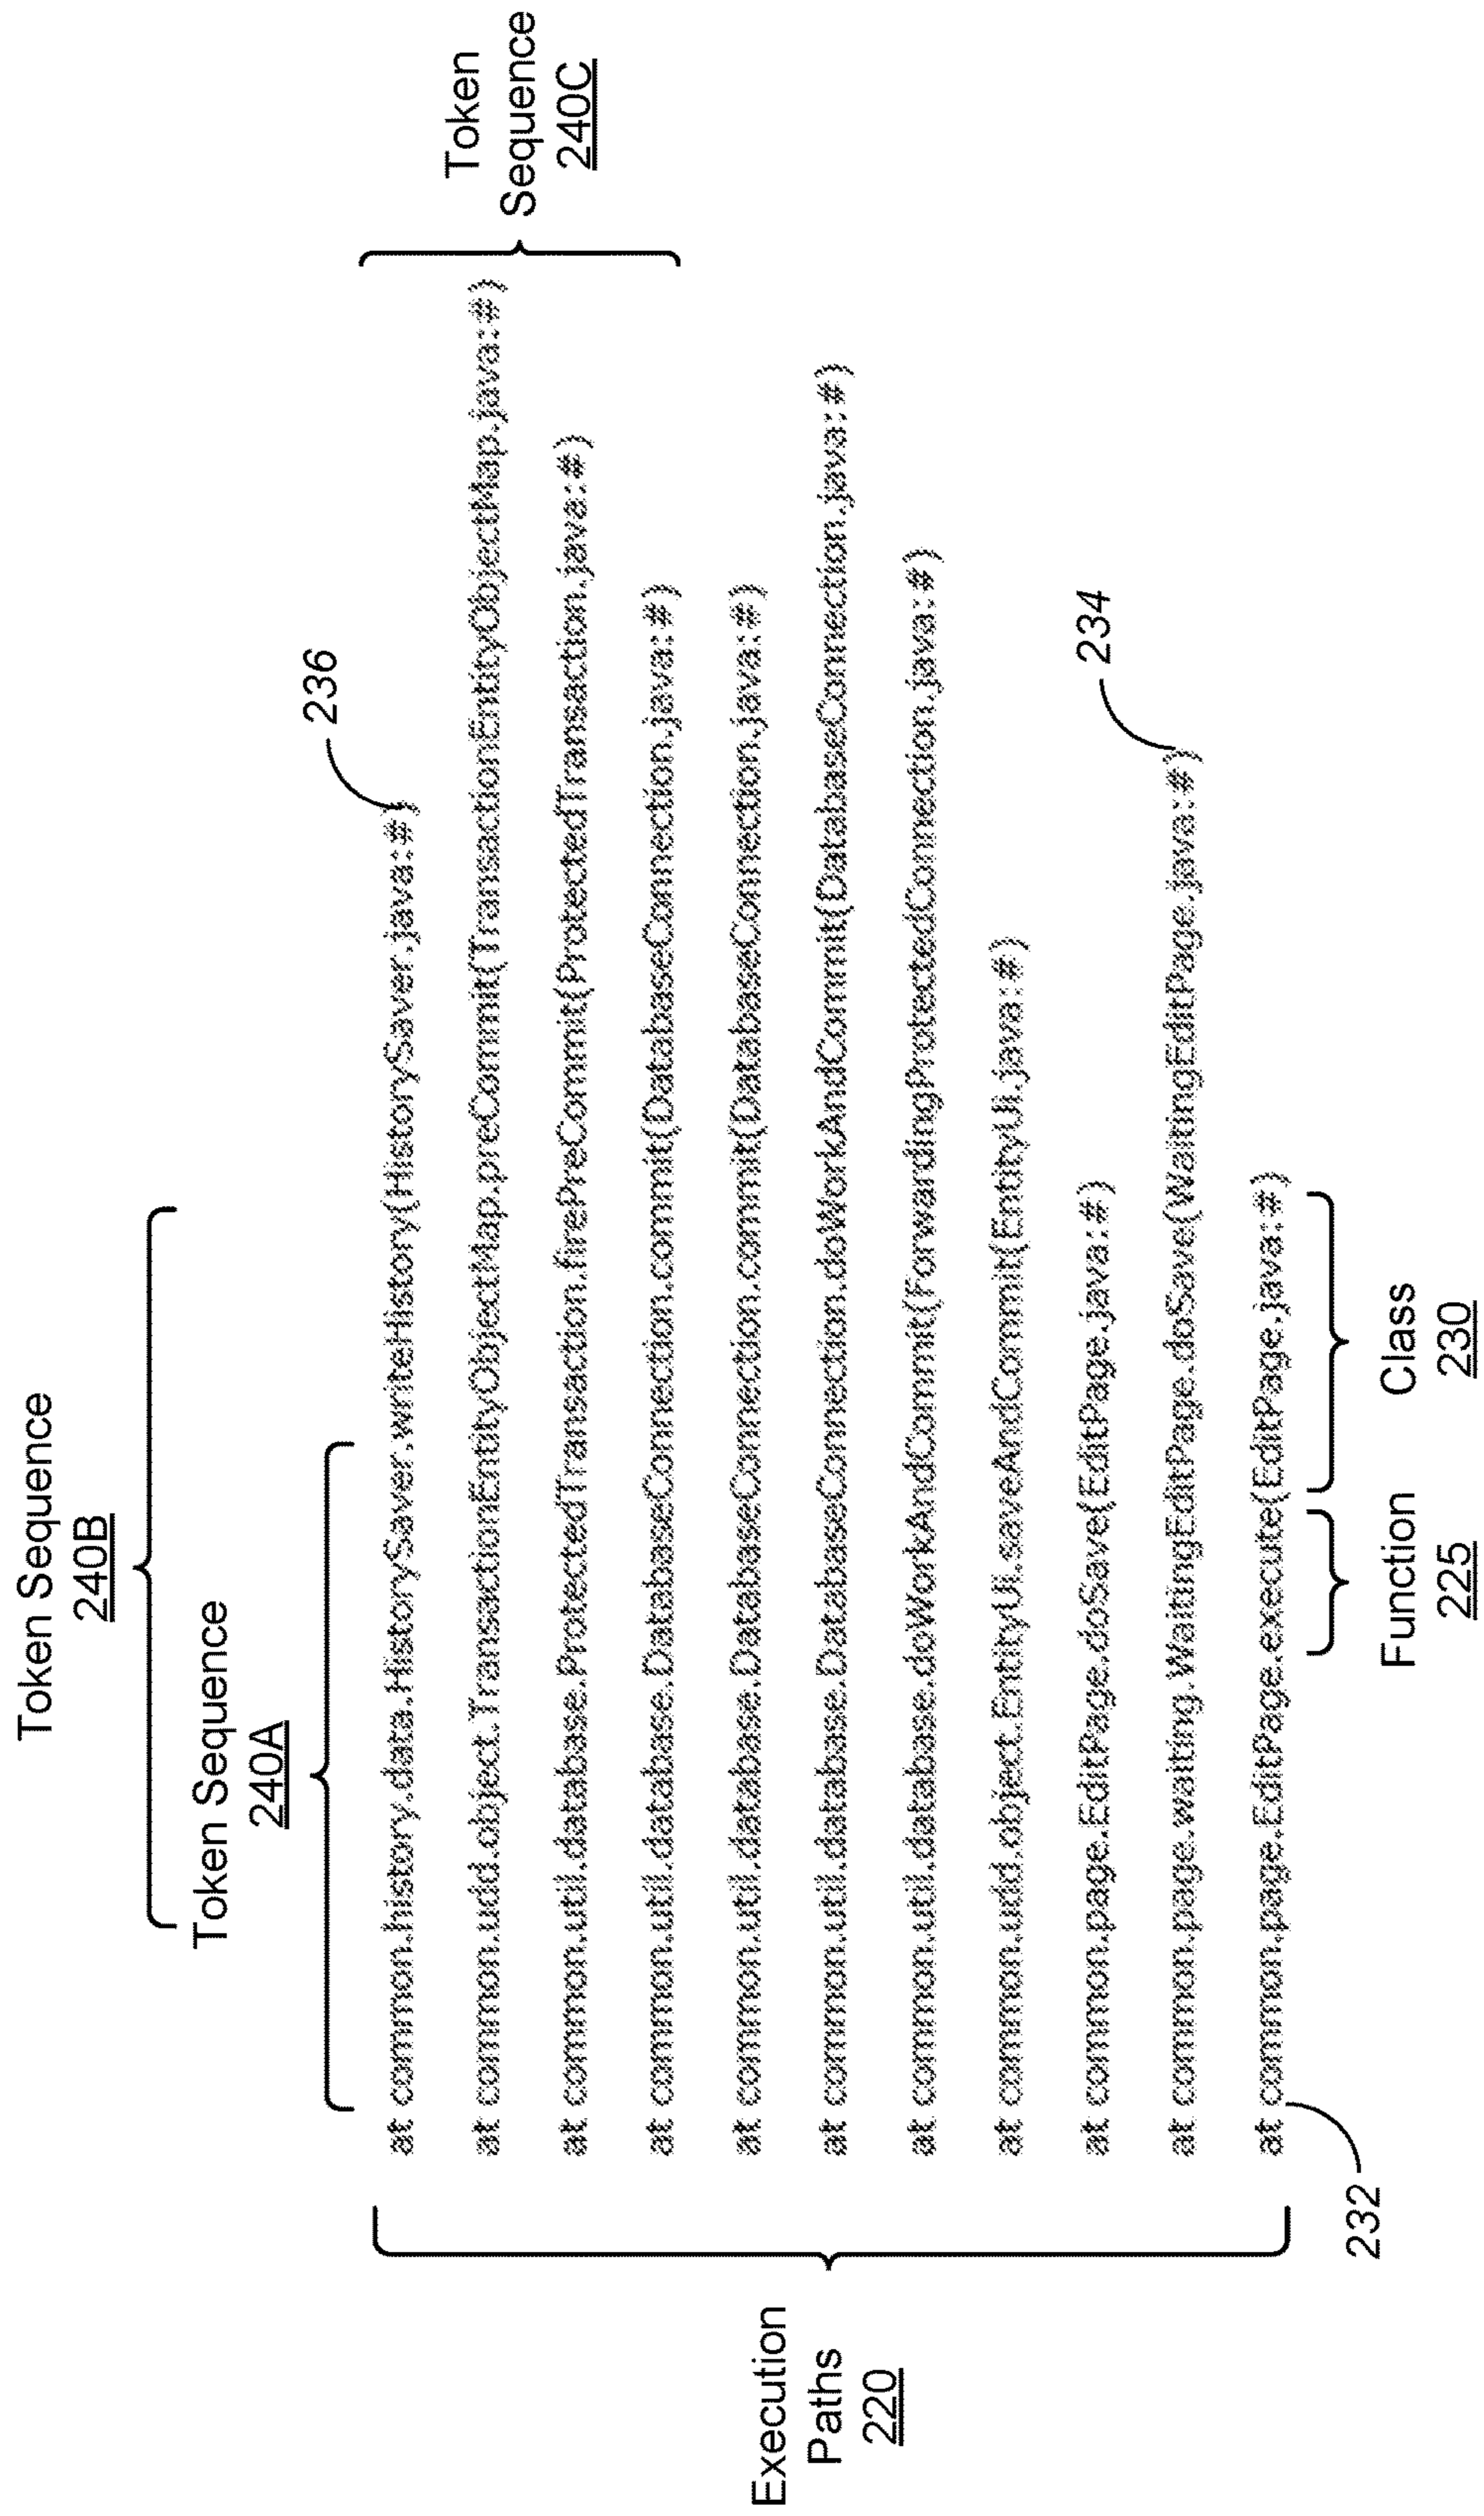 Token Sequence
240B
Token Sequence
240A
236
at common.history.data.HistorySaver.writeHistory(HistorySaver.java:#)
at common.udd.object.TransactionEntityObjectMap.preCommit(TransactionEntityObjectMap.java:#)
at common.util.database.ProtectedTransaction.firePreCommit(ProtectedTransaction.java:#)
at common.util.database.DatabaseConnection.commit(DatabaseConnection.java:#)
at common.util.database.DatabaseConnection.commit(DatabaseConnection.java:#)
at common.util.database.DatabaseConnection.doWorkAndCommit(DatabaseConnection.java:#)
at common.util.database.doWorkAndCommit(ForwardingProtectedConnection.java:#)
at common.udd.object.EntityUi.saveAndCommit(EntityUi.java:#)
at common.page.EditPage.doSave(EditPage.java:#)
at common.page.waiting.WaitingEditPage.doSave(WaitingEditPage.java:#)
at common.page.EditPage.execute(EditPage.java:#)
Token
Sequence
240C
Execution
Paths
220
234
232
Function
225
Class
230